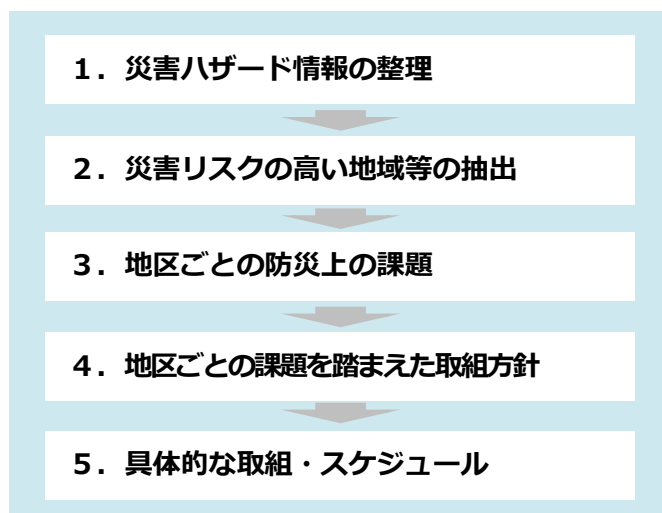 １．災害ハザード情報の整理
２．災害リスクの高い地域等の抽出
３．地区ごとの防災上の課題
４．地区ごとの課題を踏まえた取組方針
５．具体的な取組・スケジュール